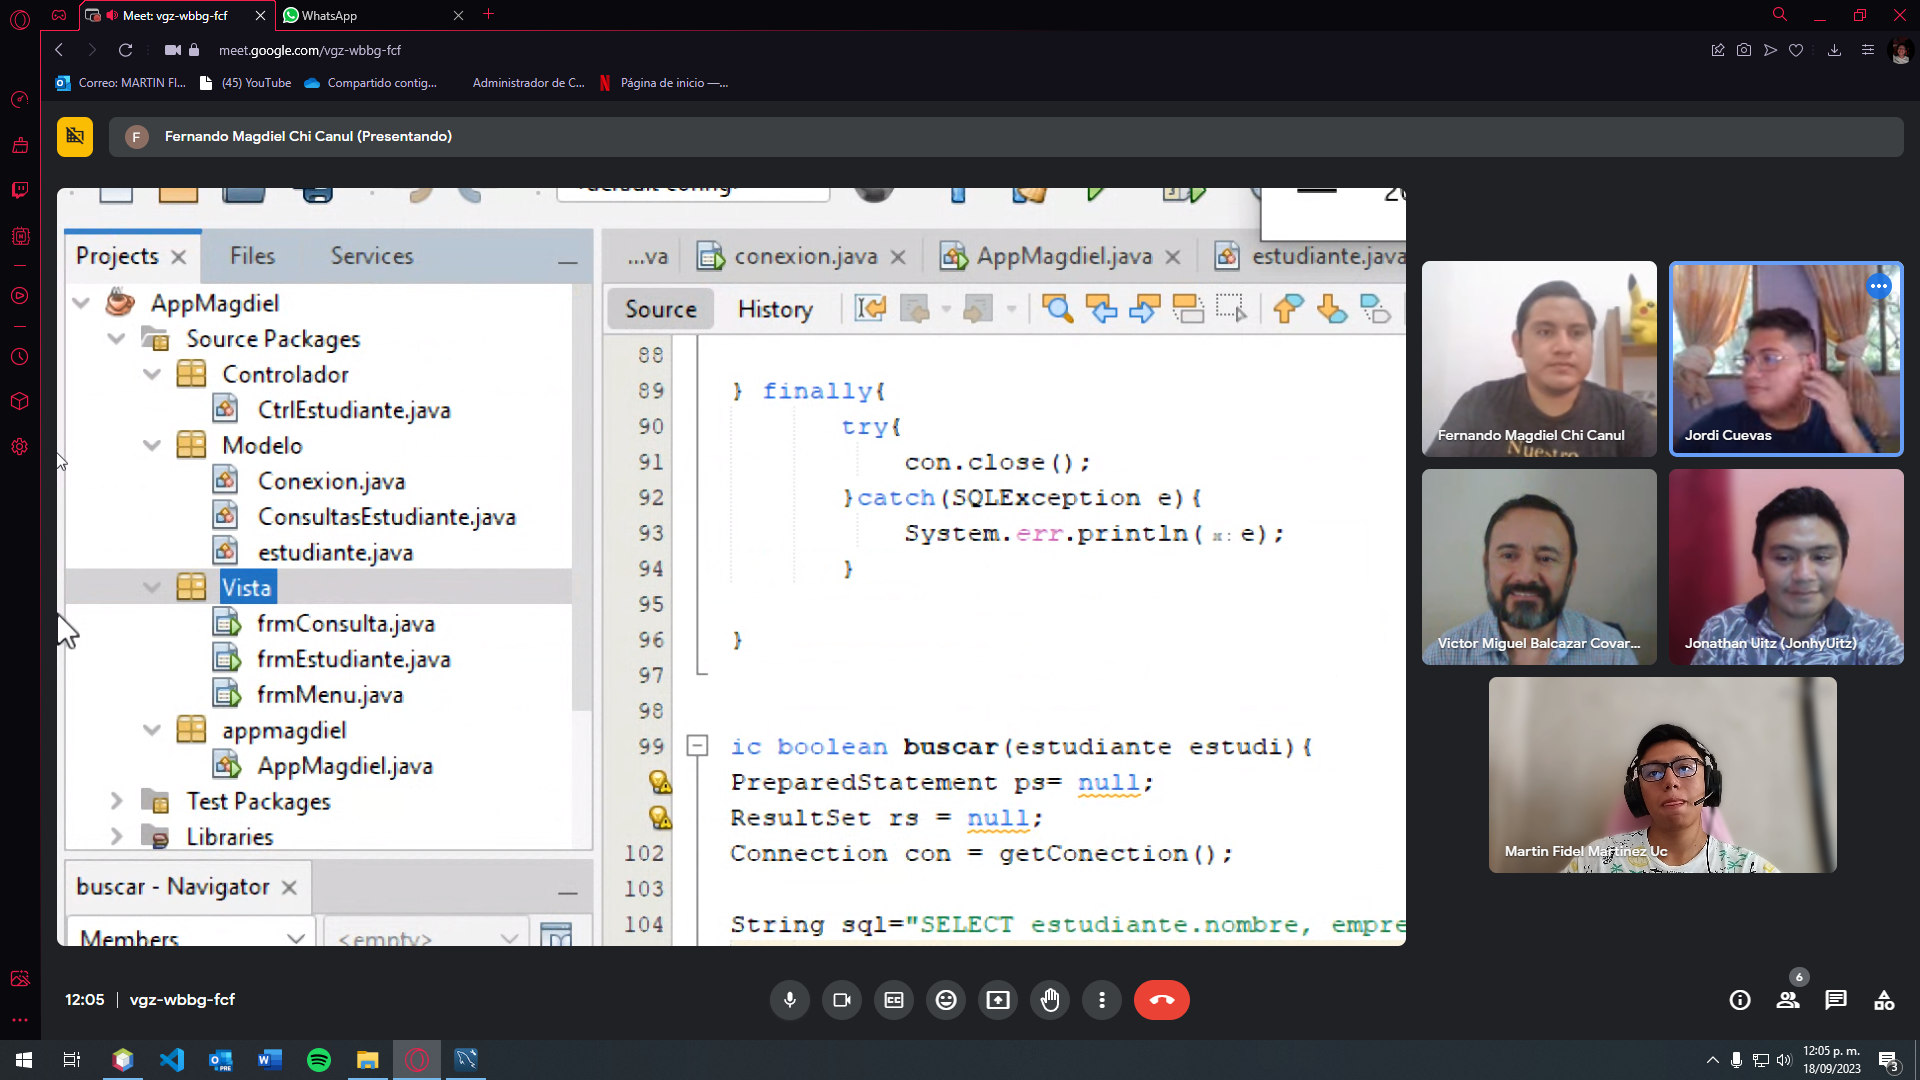 Meet: vgz-wbbg-fcf
WhatsApp
meet.google.com/vgz-wbbg-fcf
Correo: MARTIN FI...
(45) YouTube
Compartido contig...
Administrador de C...
Página de inicio —...
F
Fernando Magdiel Chi Canul (Presentando)
Projects
Files
Services
...va
conexion.java
AppMagdiel.java
estudiante.java
Source
History
AppMagdiel
Source Packages
Controlador
CtrlEstudiante.java
Modelo
Conexion.java
ConsultasEstudiante.java
estudiante.java
Vista
frmConsulta.java
frmEstudiante.java
frmMenu.java
appmagdiel
AppMagdiel.java
Test Packages
Libraries
buscar - Navigator
Members
<empty>
88
89 } finally{
90 try{
91 con.close();
92 }catch(SQLException e){
93 System.err.println( x: e);
94 }
95
96 }
97
98
99 ic boolean buscar(estudiante estudi){
PreparedStatement ps= null;
ResultSet rs = null;
102 Connection con = getConection();
103
104 String sql="SELECT estudiante.nombre, empre
Fernando Magdiel Chi Canul
Nuestro
Jordi Cuevas
Victor Miguel Balcazar Covar...
Jonathan Uitz (JonhyUitz)
Martin Fidel Martinez Uc
12:05 | vgz-wbbg-fcf
6
12:05 p. m.
18/09/2023
3